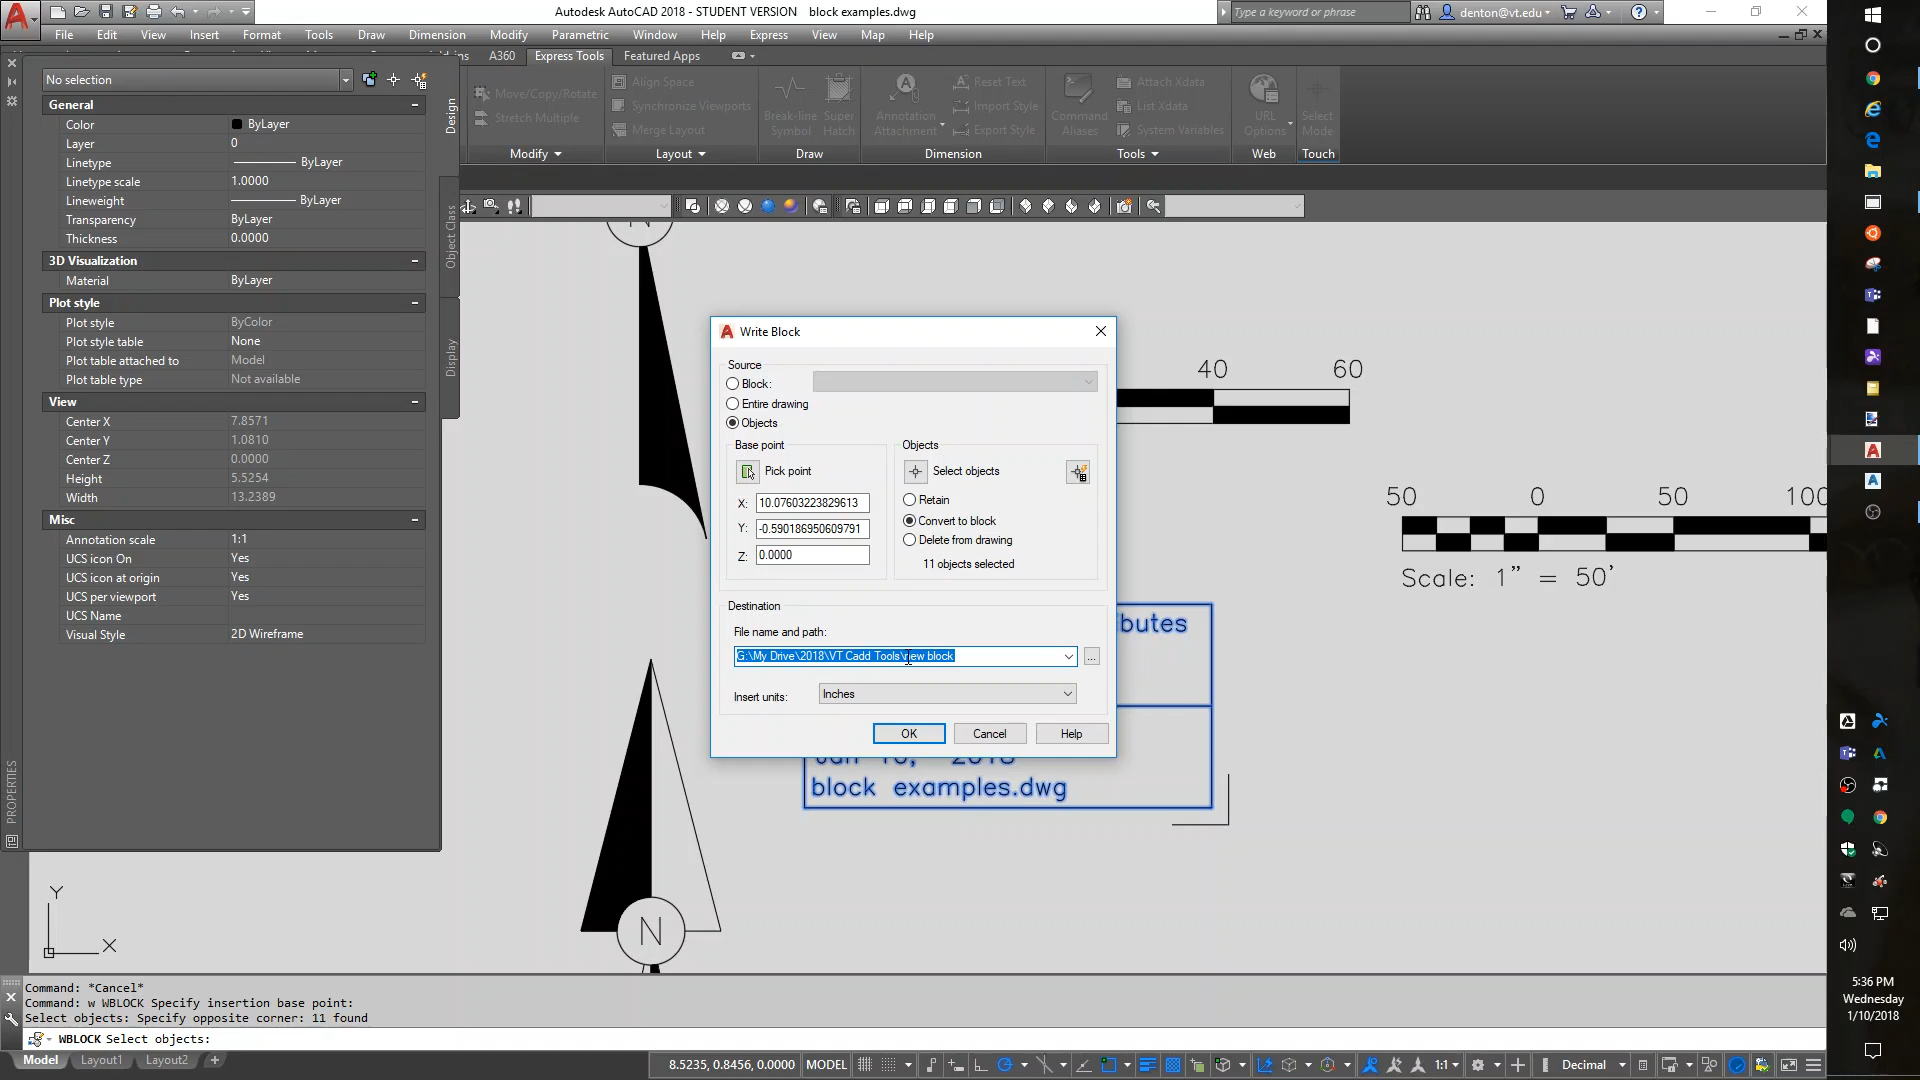 Autodesk AutoCAD 2018 - STUDENT VERSION block examples.dwg
Type a keyword or phrase
denton@vt.edu
File Edit View Insert Format Tools Draw Dimension Modify Parametric Window Help Express View Map Help
A360 Express Tools Featured Apps
No selection
General
Color ByLayer
Layer 0
Linetype ByLayer
Linetype scale 1.0000
Lineweight ByLayer
Transparency ByLayer
Thickness 0.0000
3D Visualization
Material ByLayer
Plot style
Plot style ByColor
Plot style table None
Plot table attached to Model
Plot table type Not available
View
Center X 7.8571
Center Y 1.0810
Center Z 0.0000
Height 5.5254
Width 13.2389
Misc
Annotation scale 1:1
UCS icon On Yes
UCS icon at origin Yes
UCS per viewport Yes
UCS Name
Visual Style 2D Wireframe
Design
Object Class
Display
PROPERTIES
Move/Copy/Rotate
Stretch Multiple
Modify
Align Space
Synchronize Viewports
Merge Layout
Layout
Break-line Symbol
Super Hatch
Draw
Annotation Attachment
Reset Text
Import Style
Export Style
Dimension
Command Aliases
Attach Xdata
List Xdata
System Variables
Tools
URL Options
Web
Select Mode
Touch
Write Block
Source
Block:
Entire drawing
Objects
Base point
Pick point
X: 10.07603223829613
Y: -0.590186950609791
Z: 0.0000
Objects
Select objects
Retain
Convert to block
Delete from drawing
11 objects selected
Destination
File name and path:
G:\My Drive\2018\VT Cadd Tools\new block
Insert units: Inches
OK Cancel Help
40 60
50 0 50 100
Scale: 1" = 50'
butes
2018
block examples.dwg
N
Y
X
Command: *Cancel*
Command: w WBLOCK Specify insertion base point:
Select objects: Specify opposite corner: 11 found
WBLOCK Select objects:
Model Layout1 Layout2 +
8.5235, 0.8456, 0.0000 MODEL
1:1
Decimal
5:36 PM
Wednesday
1/10/2018